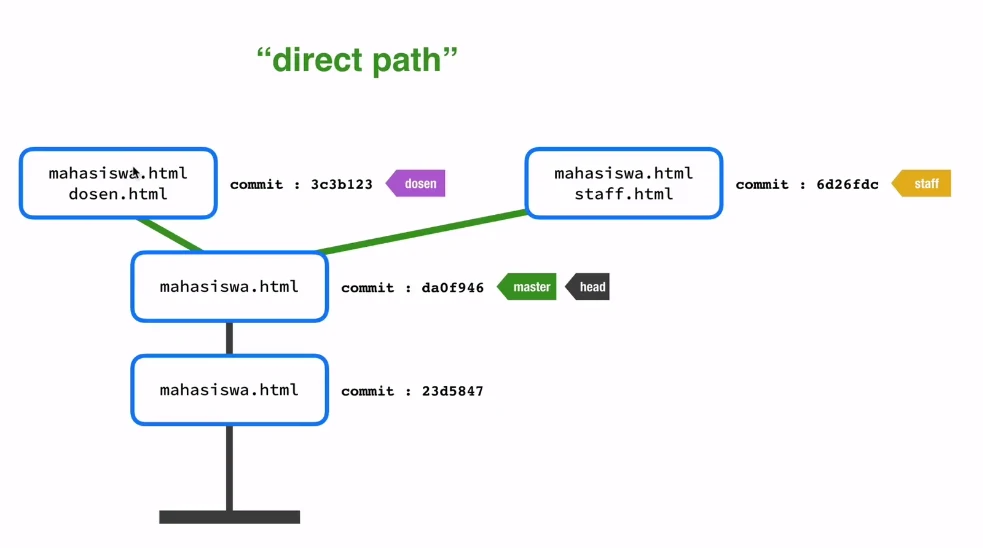 “direct path”
mahasiswa.html
dosen.html
commit : 3c3b123
dosen
mahasiswa.html
staff.html
commit : 6d26fdc
staff
mahasiswa.html
commit : da0f946
master
head
mahasiswa.html
commit : 23d5847